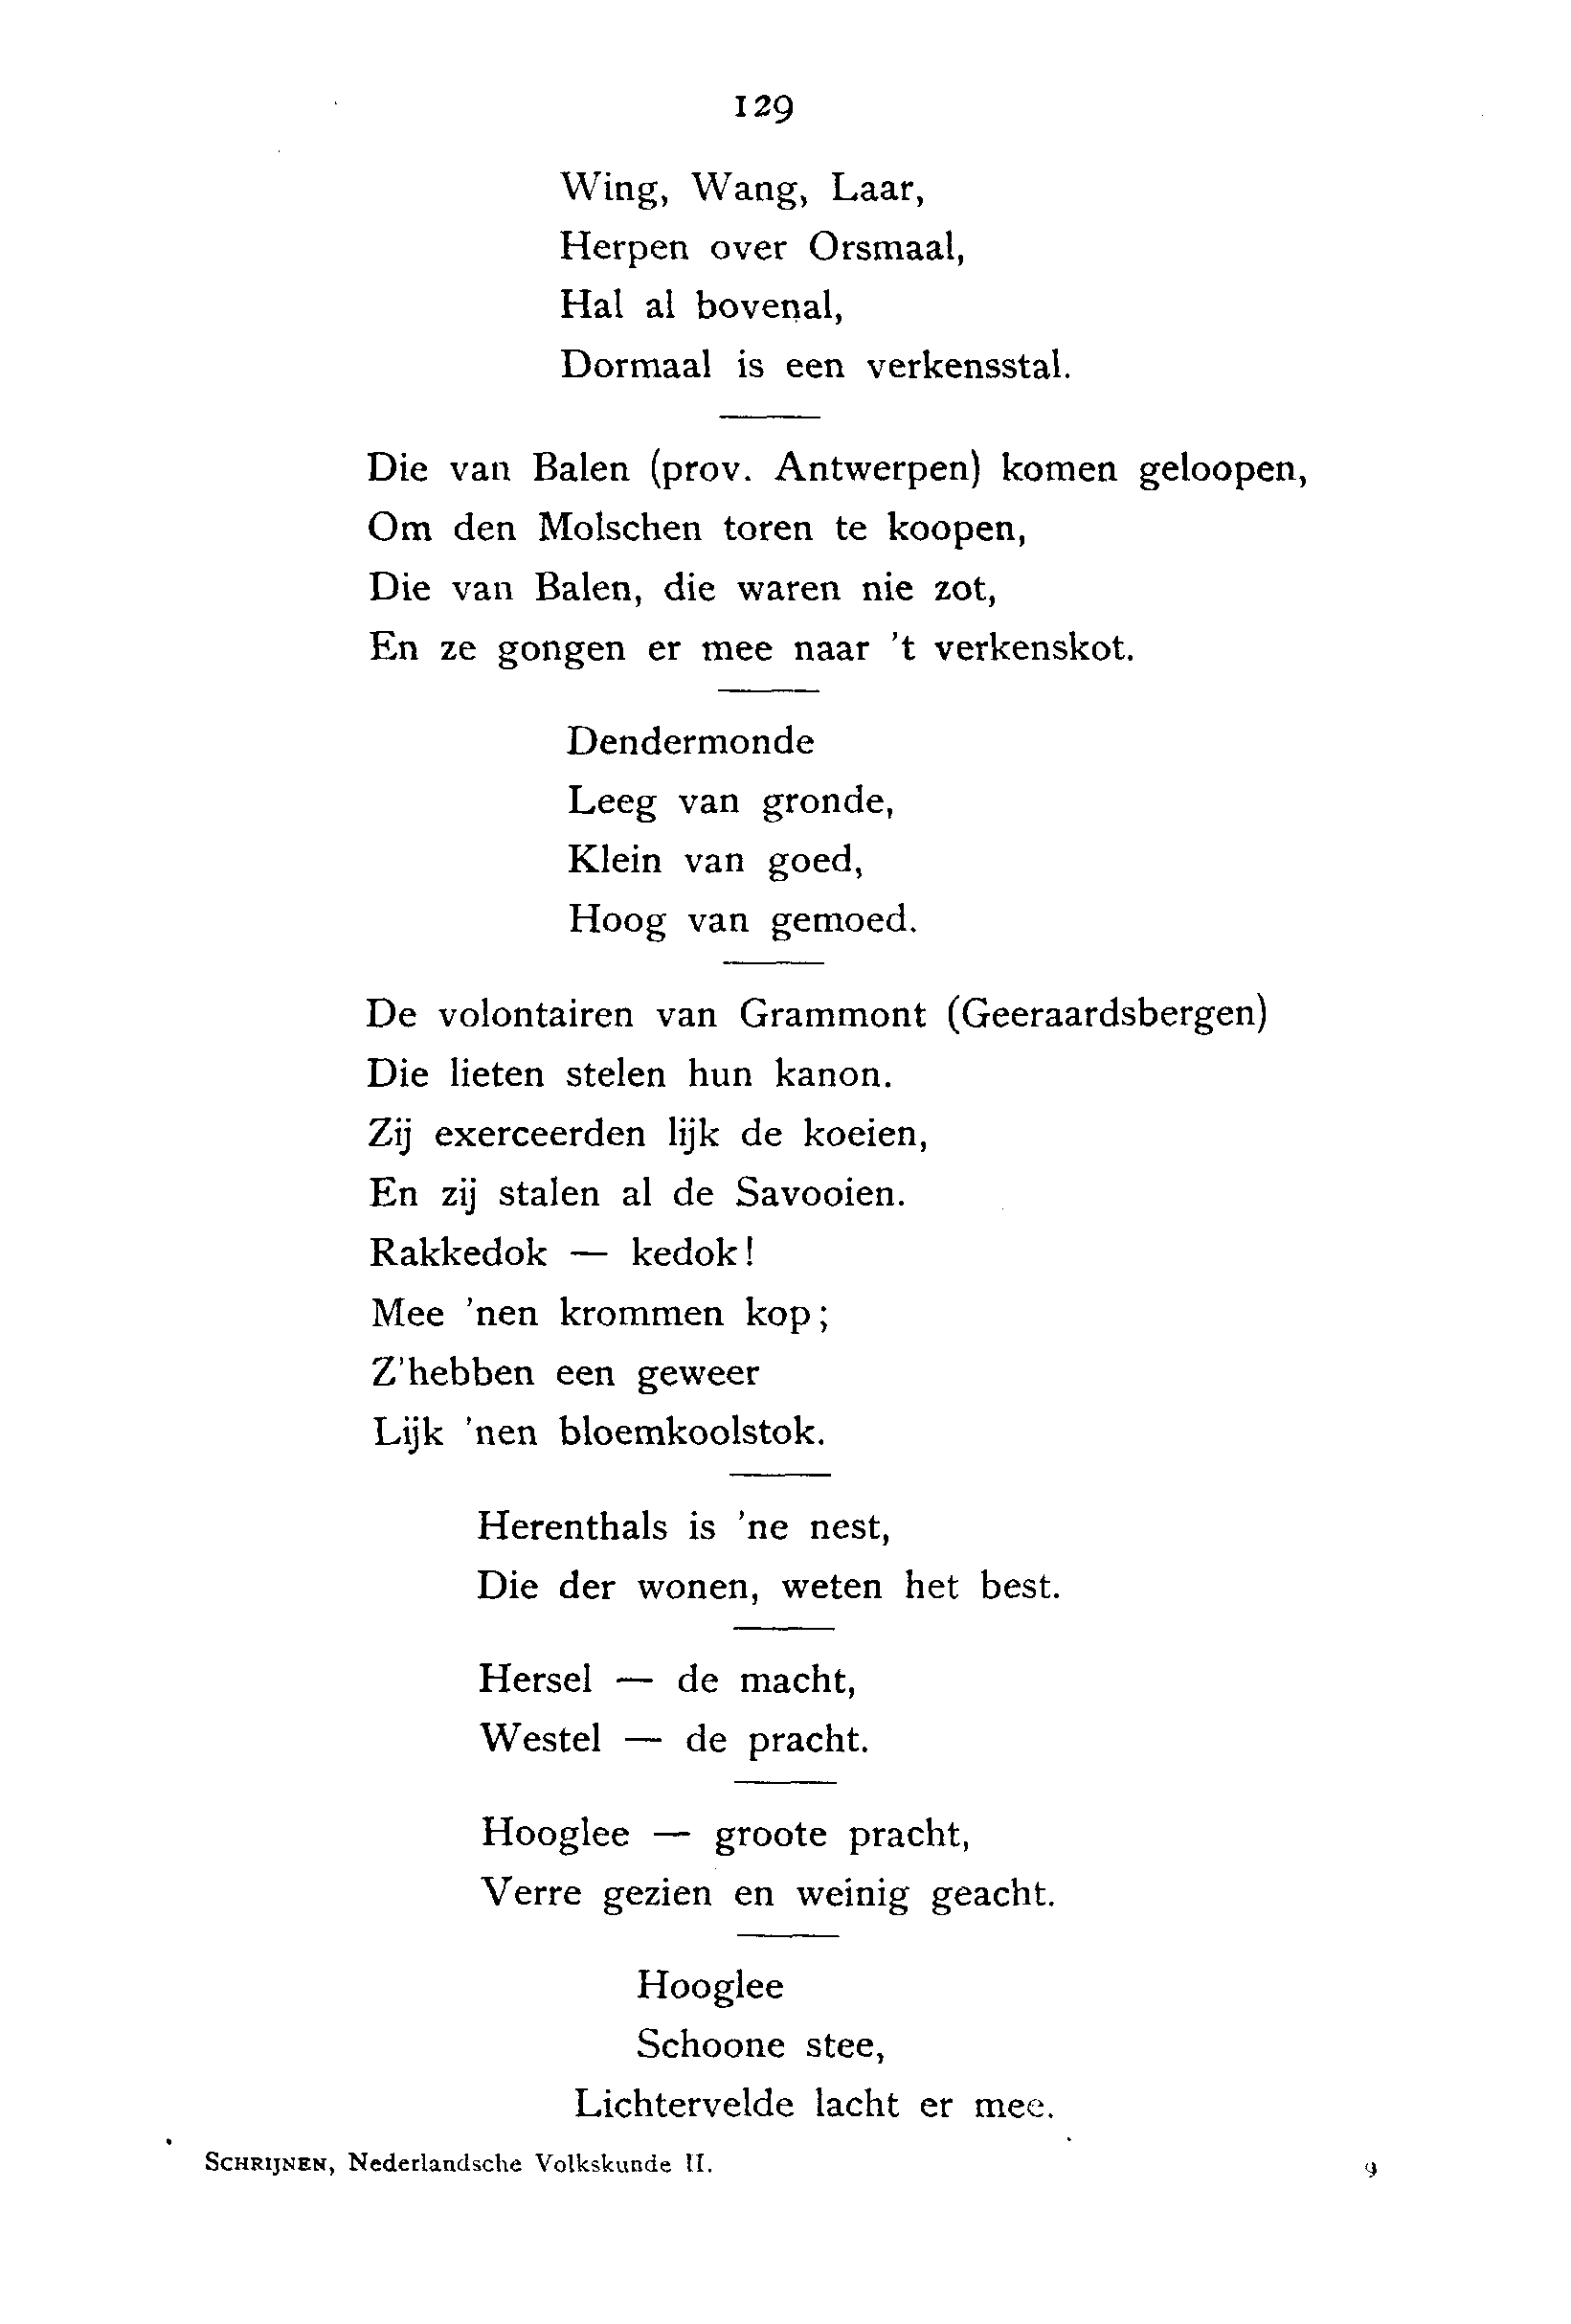 129
Wing, Wang, Laar,
Herpen over Orsmaal,
Hal al bovenal,
Dormaal is een verkensstal.
Die van Balen (prov. Antwerpen) komen geloopen,
Om den Molschen toren te koopen,
Die van Balen, die waren nie zot,
En ze gongen er mee naar 't verkenskot.
Dendermonde
Leeg van gronde,
Klein van goed,
Hoog van gemoed.
De volontairen van Grammont (Geeraardsbergen)
Die lieten stelen hun kanon.
Zij exerceerden lijk de koeien,
En zij stalen al de Savooien.
Rakkedok — kedok!
Mee 'nen krommen kop;
Z'hebben een geweer
Lijk 'nen bloemkoolstok.
Herenthals is 'ne nest,
Die der wonen, weten het best.
Hersel — de macht,
Westel — de pracht.
Hooglee — groote pracht,
Verre gezien en weinig geacht.
Hooglee
Schoone stee,
Lichtervelde lacht er mee.
SCHRIJNEN, Nederlandsche Volkskunde II. 9